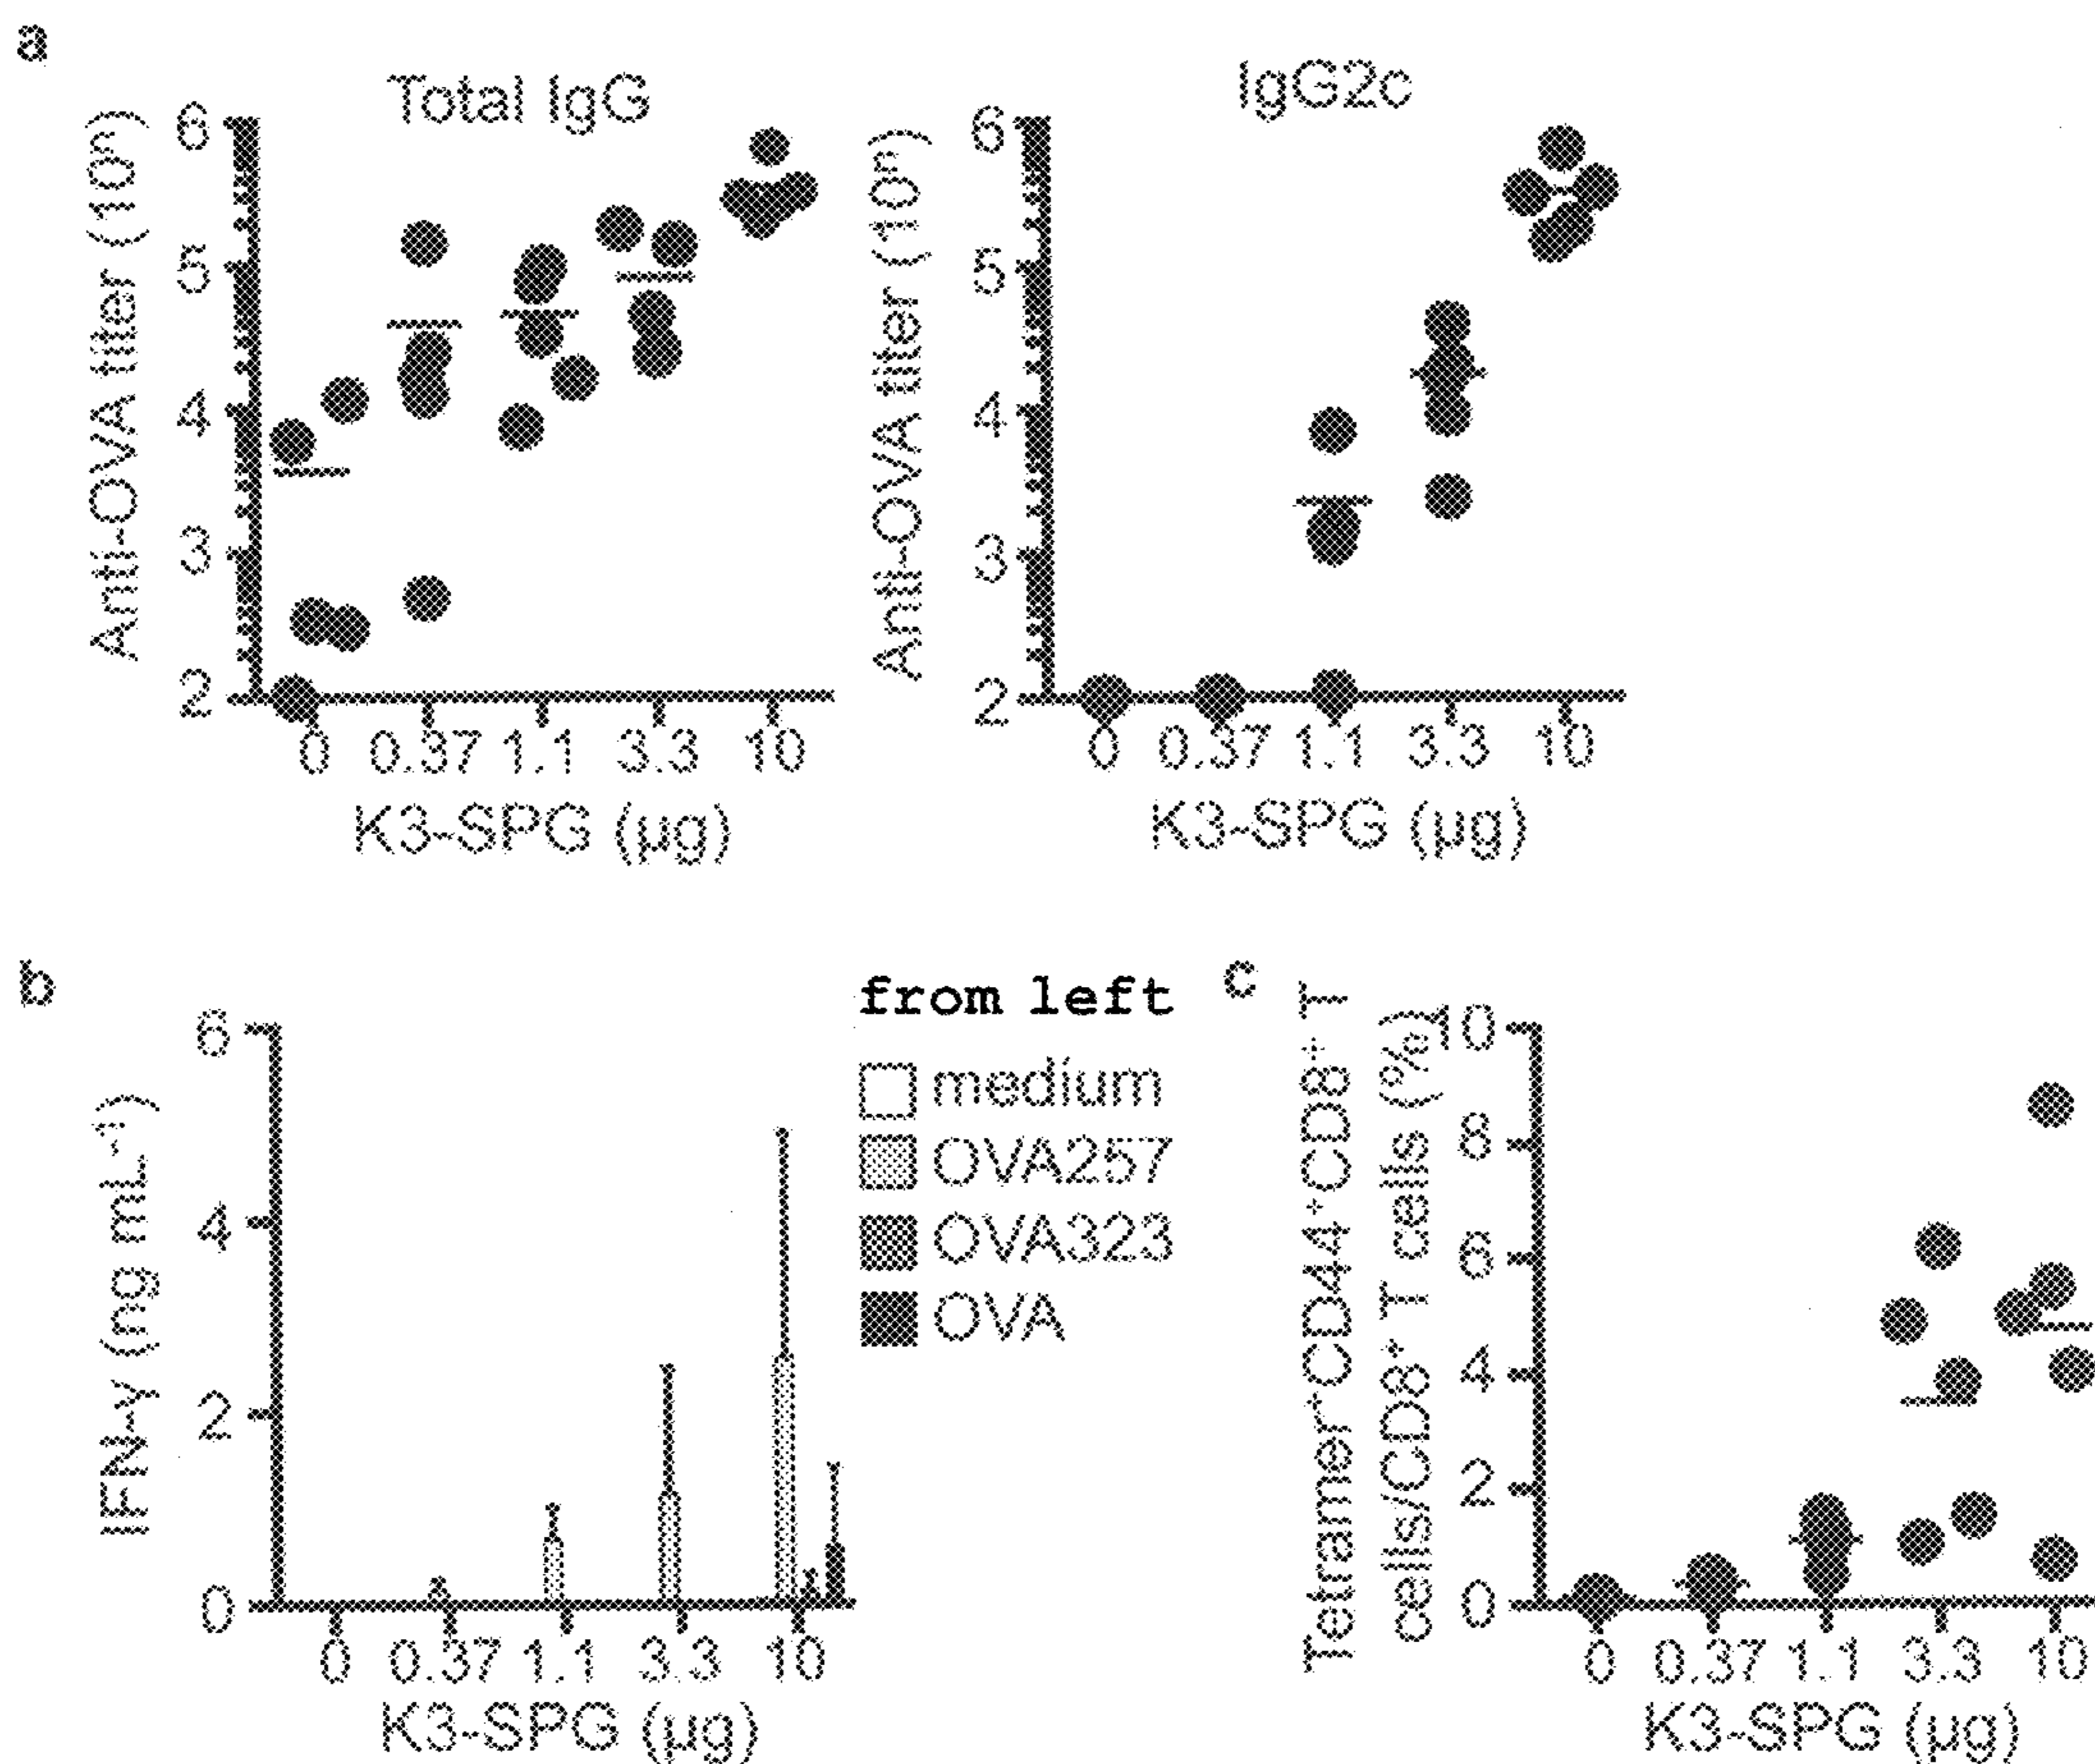 a
Total IgG
Anti-OVA titer (10ⁿ)
6
5
4
3
2
0 0.37 1.1 3.3 10
K3-SPG (µg)
IgG2c
Anti-OVA titer (10ⁿ)
6
5
4
3
2
0 0.37 1.1 3.3 10
K3-SPG (µg)
b
IFN-γ (ng mL⁻¹)
6
4
2
0
0 0.37 1.1 3.3 10
K3-SPG (µg)
from left
medium
OVA257
OVA323
OVA
c
Tetramer⁺CD44⁺CD8⁺ T
cells/CD8⁺ T cells (%)
10
8
6
4
2
0
0 0.37 1.1 3.3 10
K3-SPG (µg)